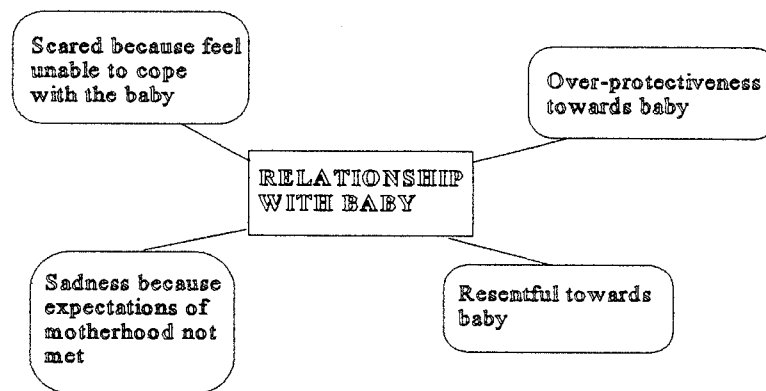 Scared because feel
unable to cope
with the baby
Over-protectiveness
towards baby
RELATIONSHIP
WITH BABY
Sadness because
expectations of
motherhood not
met
Resentful towards
baby